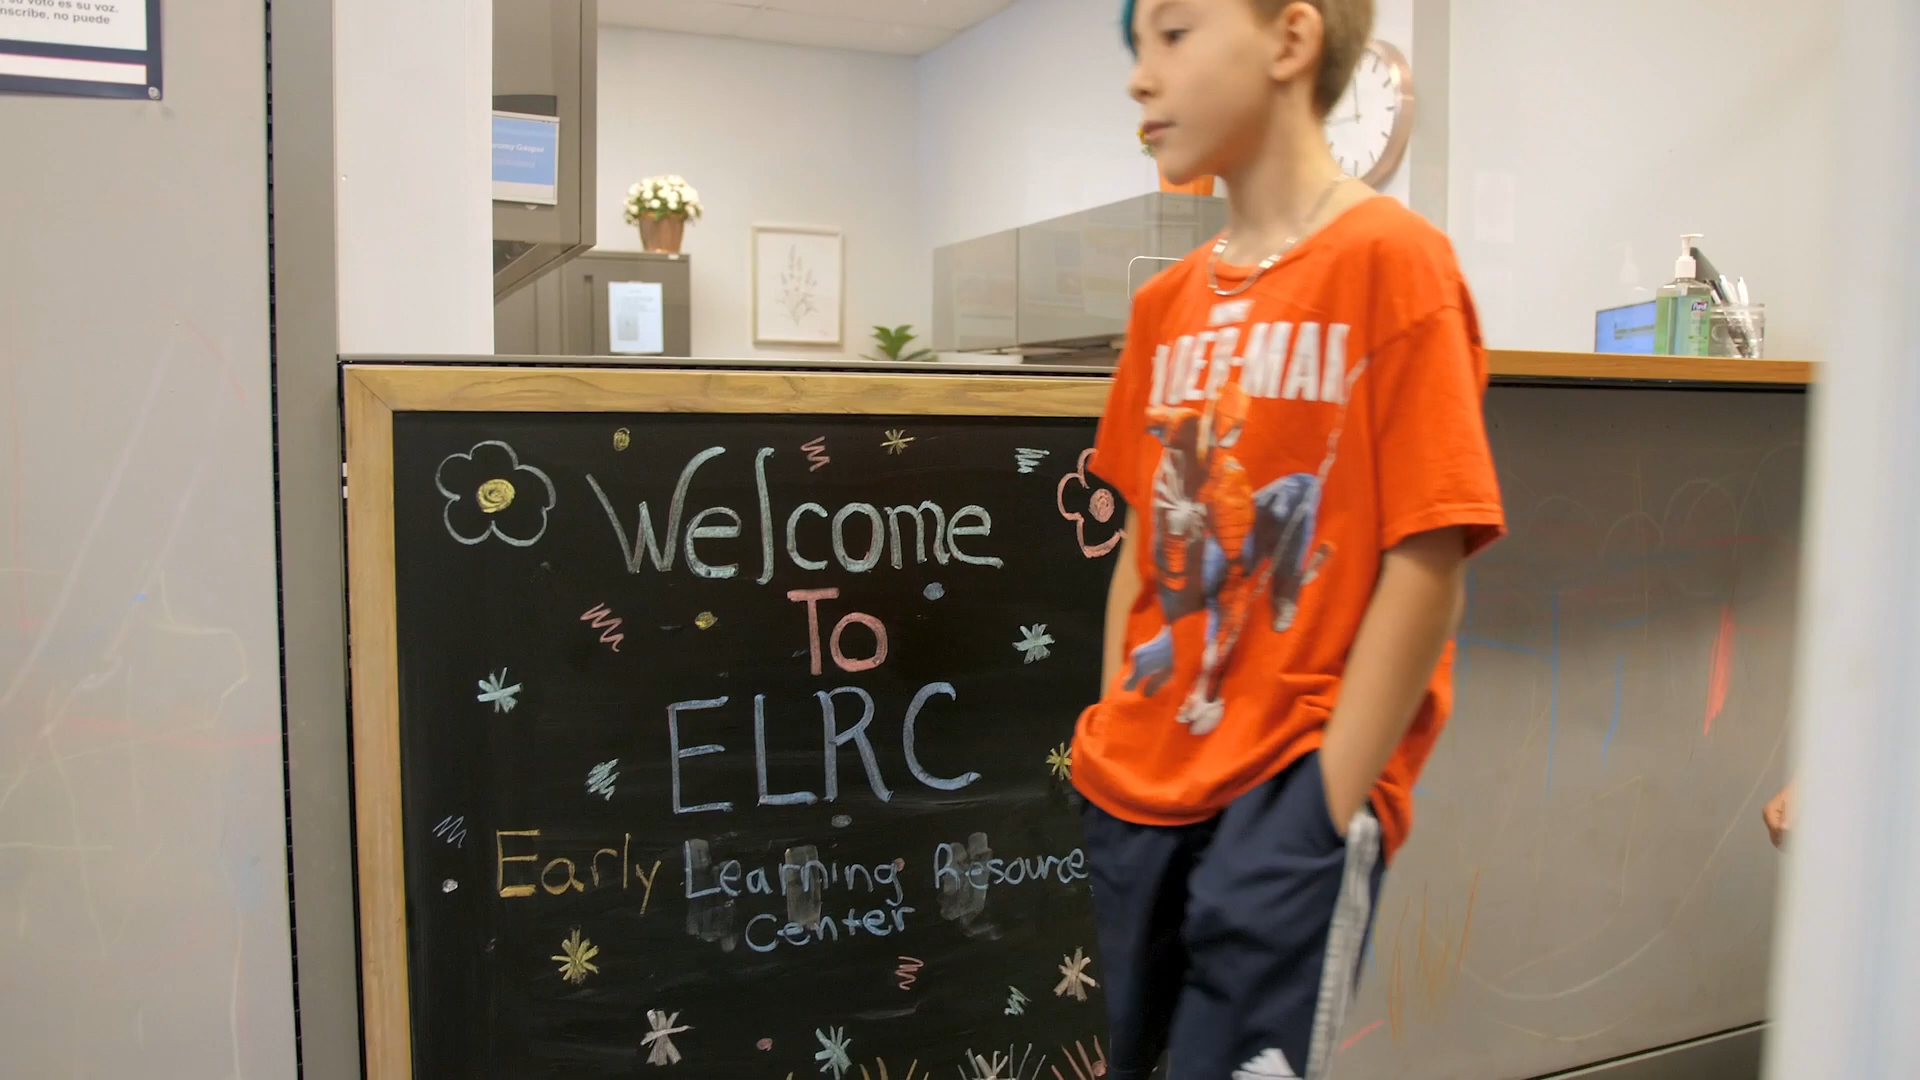 su voto es su voz.
nscribe, no puede
Welcome
To
ELRC
Early Learning Resource
Center